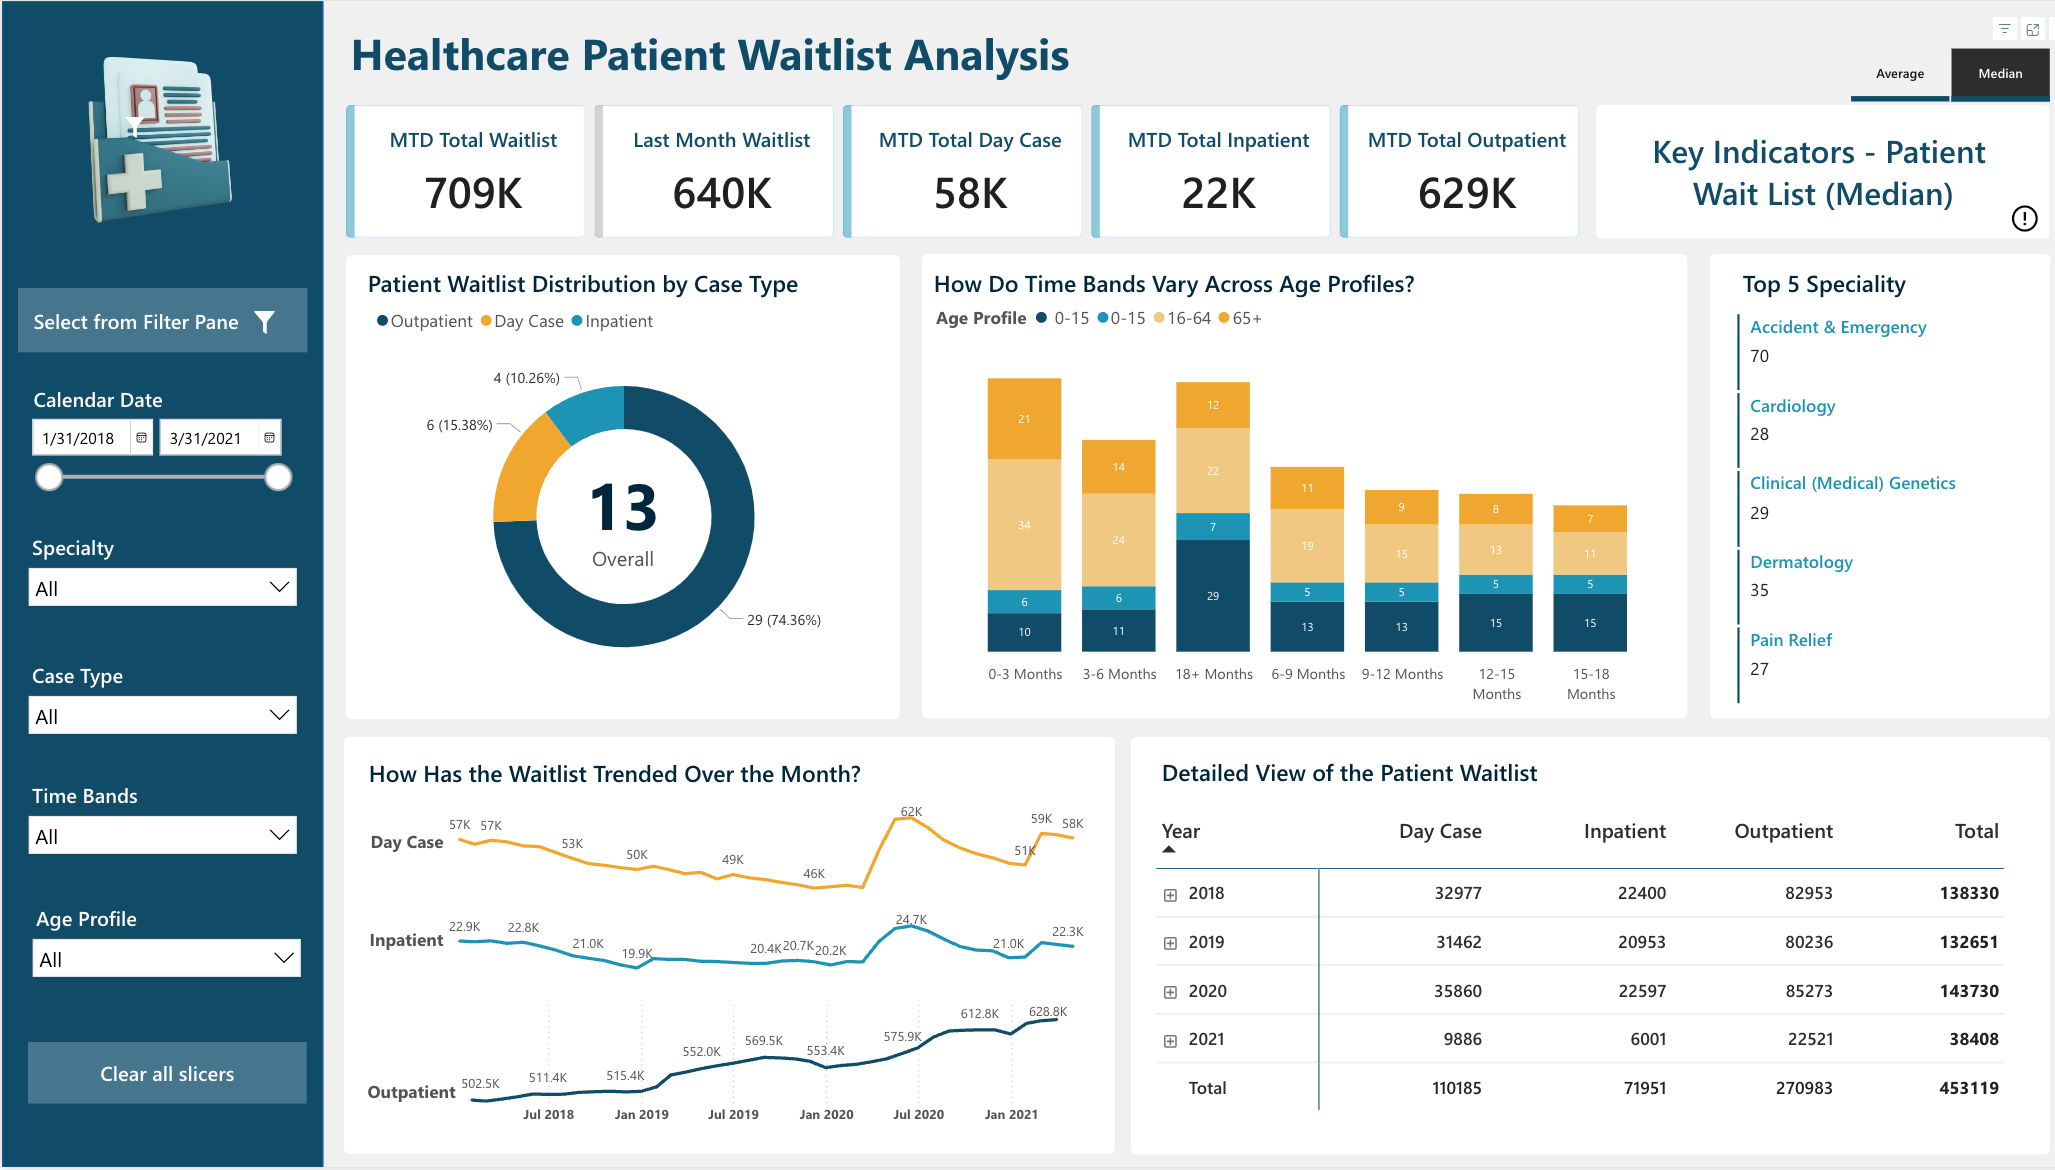 Healthcare Patient Waitlist Analysis
Average
Median
MTD Total Waitlist
709K
Last Month Waitlist
640K
MTD Total Day Case
58K
MTD Total Inpatient
22K
MTD Total Outpatient
629K
Key Indicators - Patient
Wait List (Median)
Select from Filter Pane
Calendar Date
1/31/2018
3/31/2021
Specialty
All
Case Type
All
Time Bands
All
Age Profile
All
Clear all slicers
Patient Waitlist Distribution by Case Type
Outpatient Day Case Inpatient
4 (10.26%)
6 (15.38%)
13
Overall
29 (74.36%)
How Do Time Bands Vary Across Age Profiles?
Age Profile 0-15 0-15 16-64 65+
21
34
6
10
14
24
6
11
12
22
7
29
11
19
5
13
9
15
5
13
8
13
5
15
7
11
5
15
0-3 Months
3-6 Months
18+ Months
6-9 Months
9-12 Months
12-15
Months
15-18
Months
Top 5 Speciality
Accident & Emergency
70
Cardiology
28
Clinical (Medical) Genetics
29
Dermatology
35
Pain Relief
27
How Has the Waitlist Trended Over the Month?
Day Case
57K 57K 53K 50K 49K 46K 62K 51K 59K 58K
Inpatient
22.9K 22.8K 21.0K 19.9K 20.4K 20.7K 20.2K 24.7K 21.0K 22.3K
Outpatient
502.5K 511.4K 515.4K 552.0K 569.5K 553.4K 575.9K 612.8K 628.8K
Jul 2018 Jan 2019 Jul 2019 Jan 2020 Jul 2020 Jan 2021
Detailed View of the Patient Waitlist
Year Day Case Inpatient Outpatient Total
2018 32977 22400 82953 138330
2019 31462 20953 80236 132651
2020 35860 22597 85273 143730
2021 9886 6001 22521 38408
Total 110185 71951 270983 453119